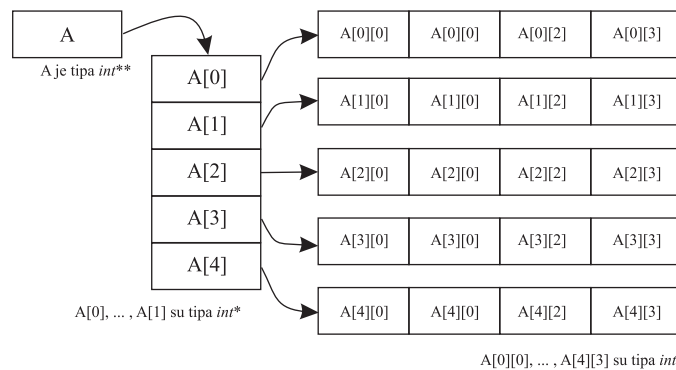 A
A je tipa int**
A[0]
A[1]
A[2]
A[3]
A[4]
A[0], ... , A[1] su tipa int*
A[0][0] A[0][0] A[0][2] A[0][3]
A[1][0] A[1][0] A[1][2] A[1][3]
A[2][0] A[2][0] A[2][2] A[2][3]
A[3][0] A[3][0] A[3][2] A[3][3]
A[4][0] A[4][0] A[4][2] A[4][3]
A[0][0], ... , A[4][3] su tipa int